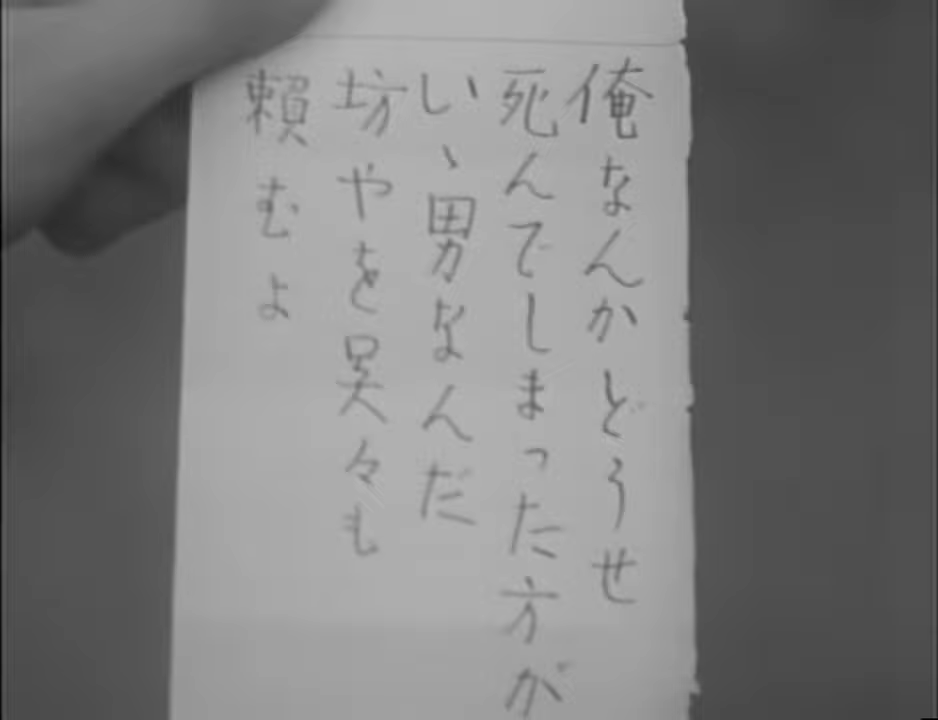 俺なんかどうせ
死んでしまった方が
いゝ男なんだ
坊やを呉々も
頼むよ